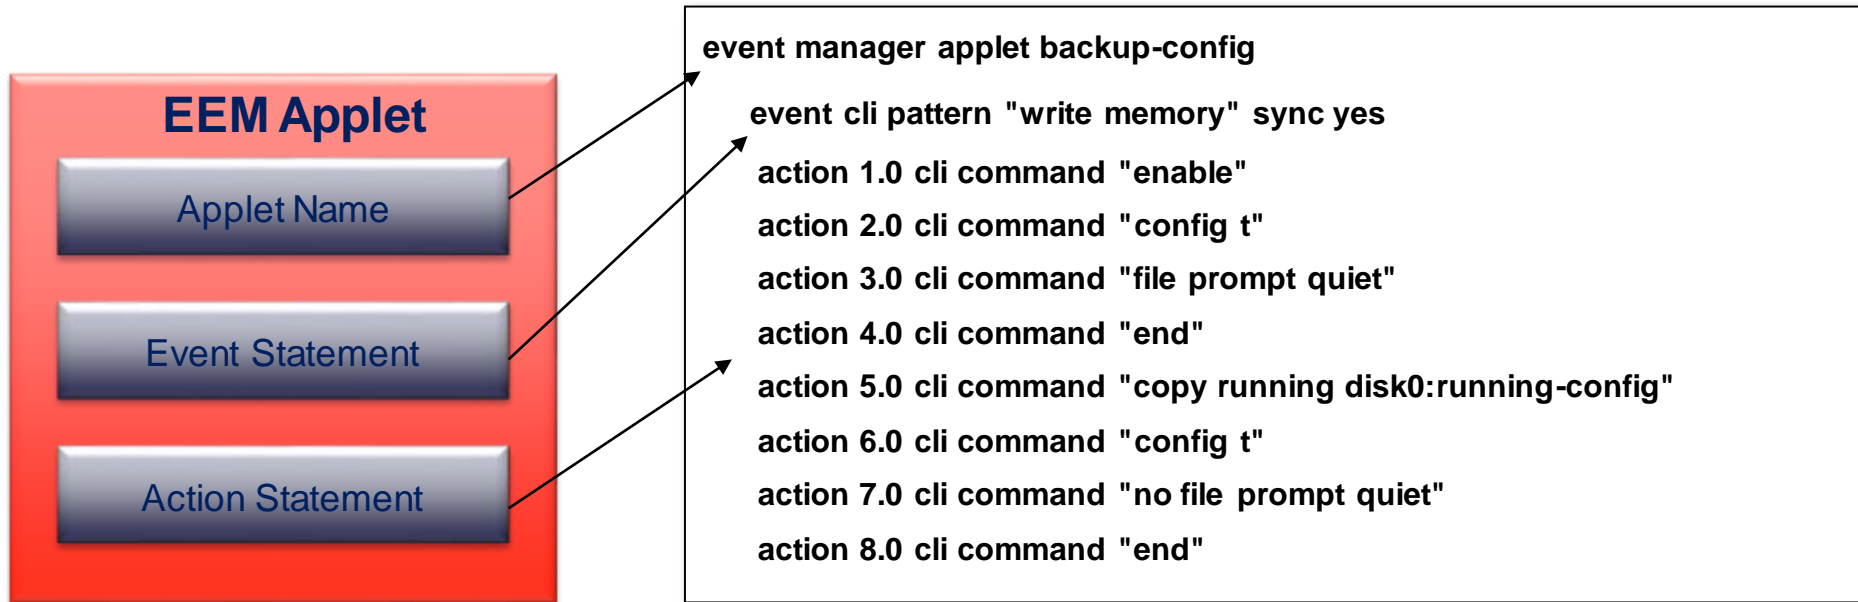 EEM Applet
Applet Name
Event Statement
Action Statement
event manager applet backup-config
event cli pattern "write memory" sync yes
action 1.0 cli command "enable"
action 2.0 cli command "config t"
action 3.0 cli command "file prompt quiet"
action 4.0 cli command "end"
action 5.0 cli command "copy running disk0:running-config"
action 6.0 cli command "config t"
action 7.0 cli command "no file prompt quiet"
action 8.0 cli command "end"